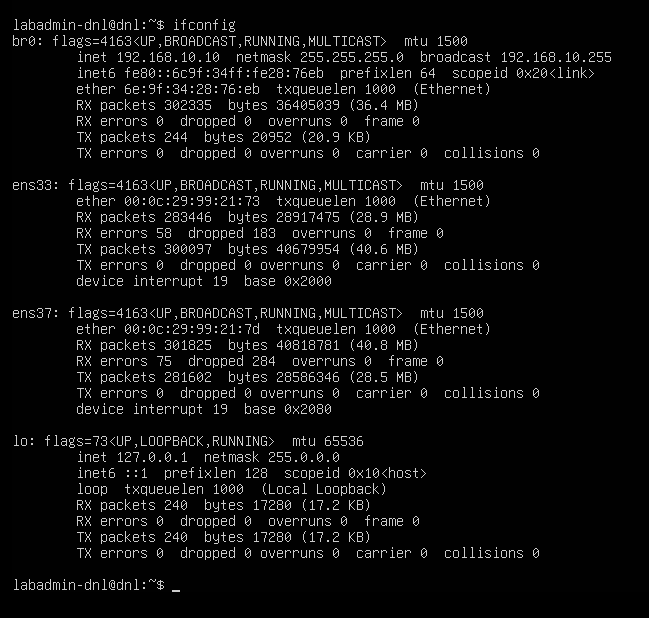 labadmin-dnl@dnl:~$ ifconfig
br0: flags=4163<UP,BROADCAST,RUNNING,MULTICAST>  mtu 1500
        inet 192.168.10.10  netmask 255.255.255.0  broadcast 192.168.10.255
        inet6 fe80::6c9f:34ff:fe28:76eb  prefixlen 64  scopeid 0x20<link>
        ether 6e:9f:34:28:76:eb  txqueuelen 1000  (Ethernet)
        RX packets 302335  bytes 36405039 (36.4 MB)
        RX errors 0  dropped 0  overruns 0  frame 0
        TX packets 244  bytes 20952 (20.9 KB)
        TX errors 0  dropped 0 overruns 0  carrier 0  collisions 0

ens33: flags=4163<UP,BROADCAST,RUNNING,MULTICAST>  mtu 1500
        ether 00:0c:29:99:21:73  txqueuelen 1000  (Ethernet)
        RX packets 283446  bytes 28917475 (28.9 MB)
        RX errors 58  dropped 183  overruns 0  frame 0
        TX packets 300097  bytes 40679954 (40.6 MB)
        TX errors 0  dropped 0 overruns 0  carrier 0  collisions 0
        device interrupt 19  base 0x2000

ens37: flags=4163<UP,BROADCAST,RUNNING,MULTICAST>  mtu 1500
        ether 00:0c:29:99:21:7d  txqueuelen 1000  (Ethernet)
        RX packets 301825  bytes 40818781 (40.8 MB)
        RX errors 75  dropped 284  overruns 0  frame 0
        TX packets 281602  bytes 28586346 (28.5 MB)
        TX errors 0  dropped 0 overruns 0  carrier 0  collisions 0
        device interrupt 19  base 0x2080

lo: flags=73<UP,LOOPBACK,RUNNING>  mtu 65536
        inet 127.0.0.1  netmask 255.0.0.0
        inet6 ::1  prefixlen 128  scopeid 0x10<host>
        loop  txqueuelen 1000  (Local Loopback)
        RX packets 240  bytes 17280 (17.2 KB)
        RX errors 0  dropped 0  overruns 0  frame 0
        TX packets 240  bytes 17280 (17.2 KB)
        TX errors 0  dropped 0 overruns 0  carrier 0  collisions 0

labadmin-dnl@dnl:~$ _